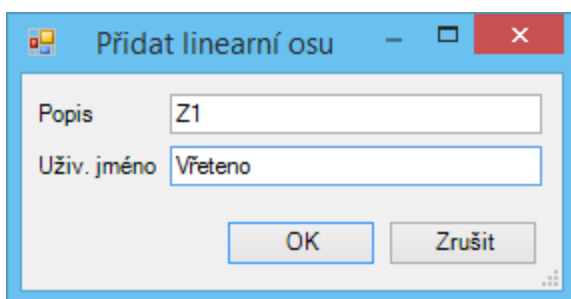 Přidat linearní osu
Popis Z1
Uživ. jméno Vřeteno
OK Zrušit